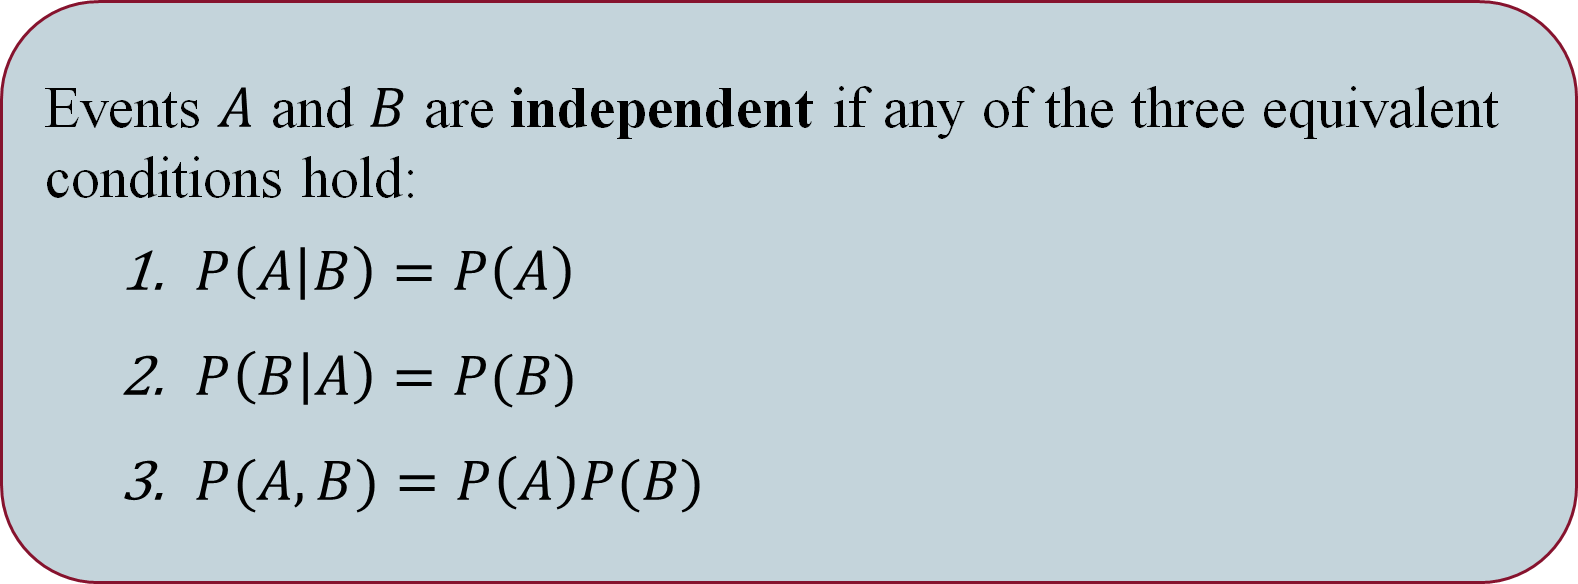 Events A and B are independent if any of the three equivalent
conditions hold:
1. P(A|B) = P(A)
2. P(B|A) = P(B)
3. P(A, B) = P(A)P(B)